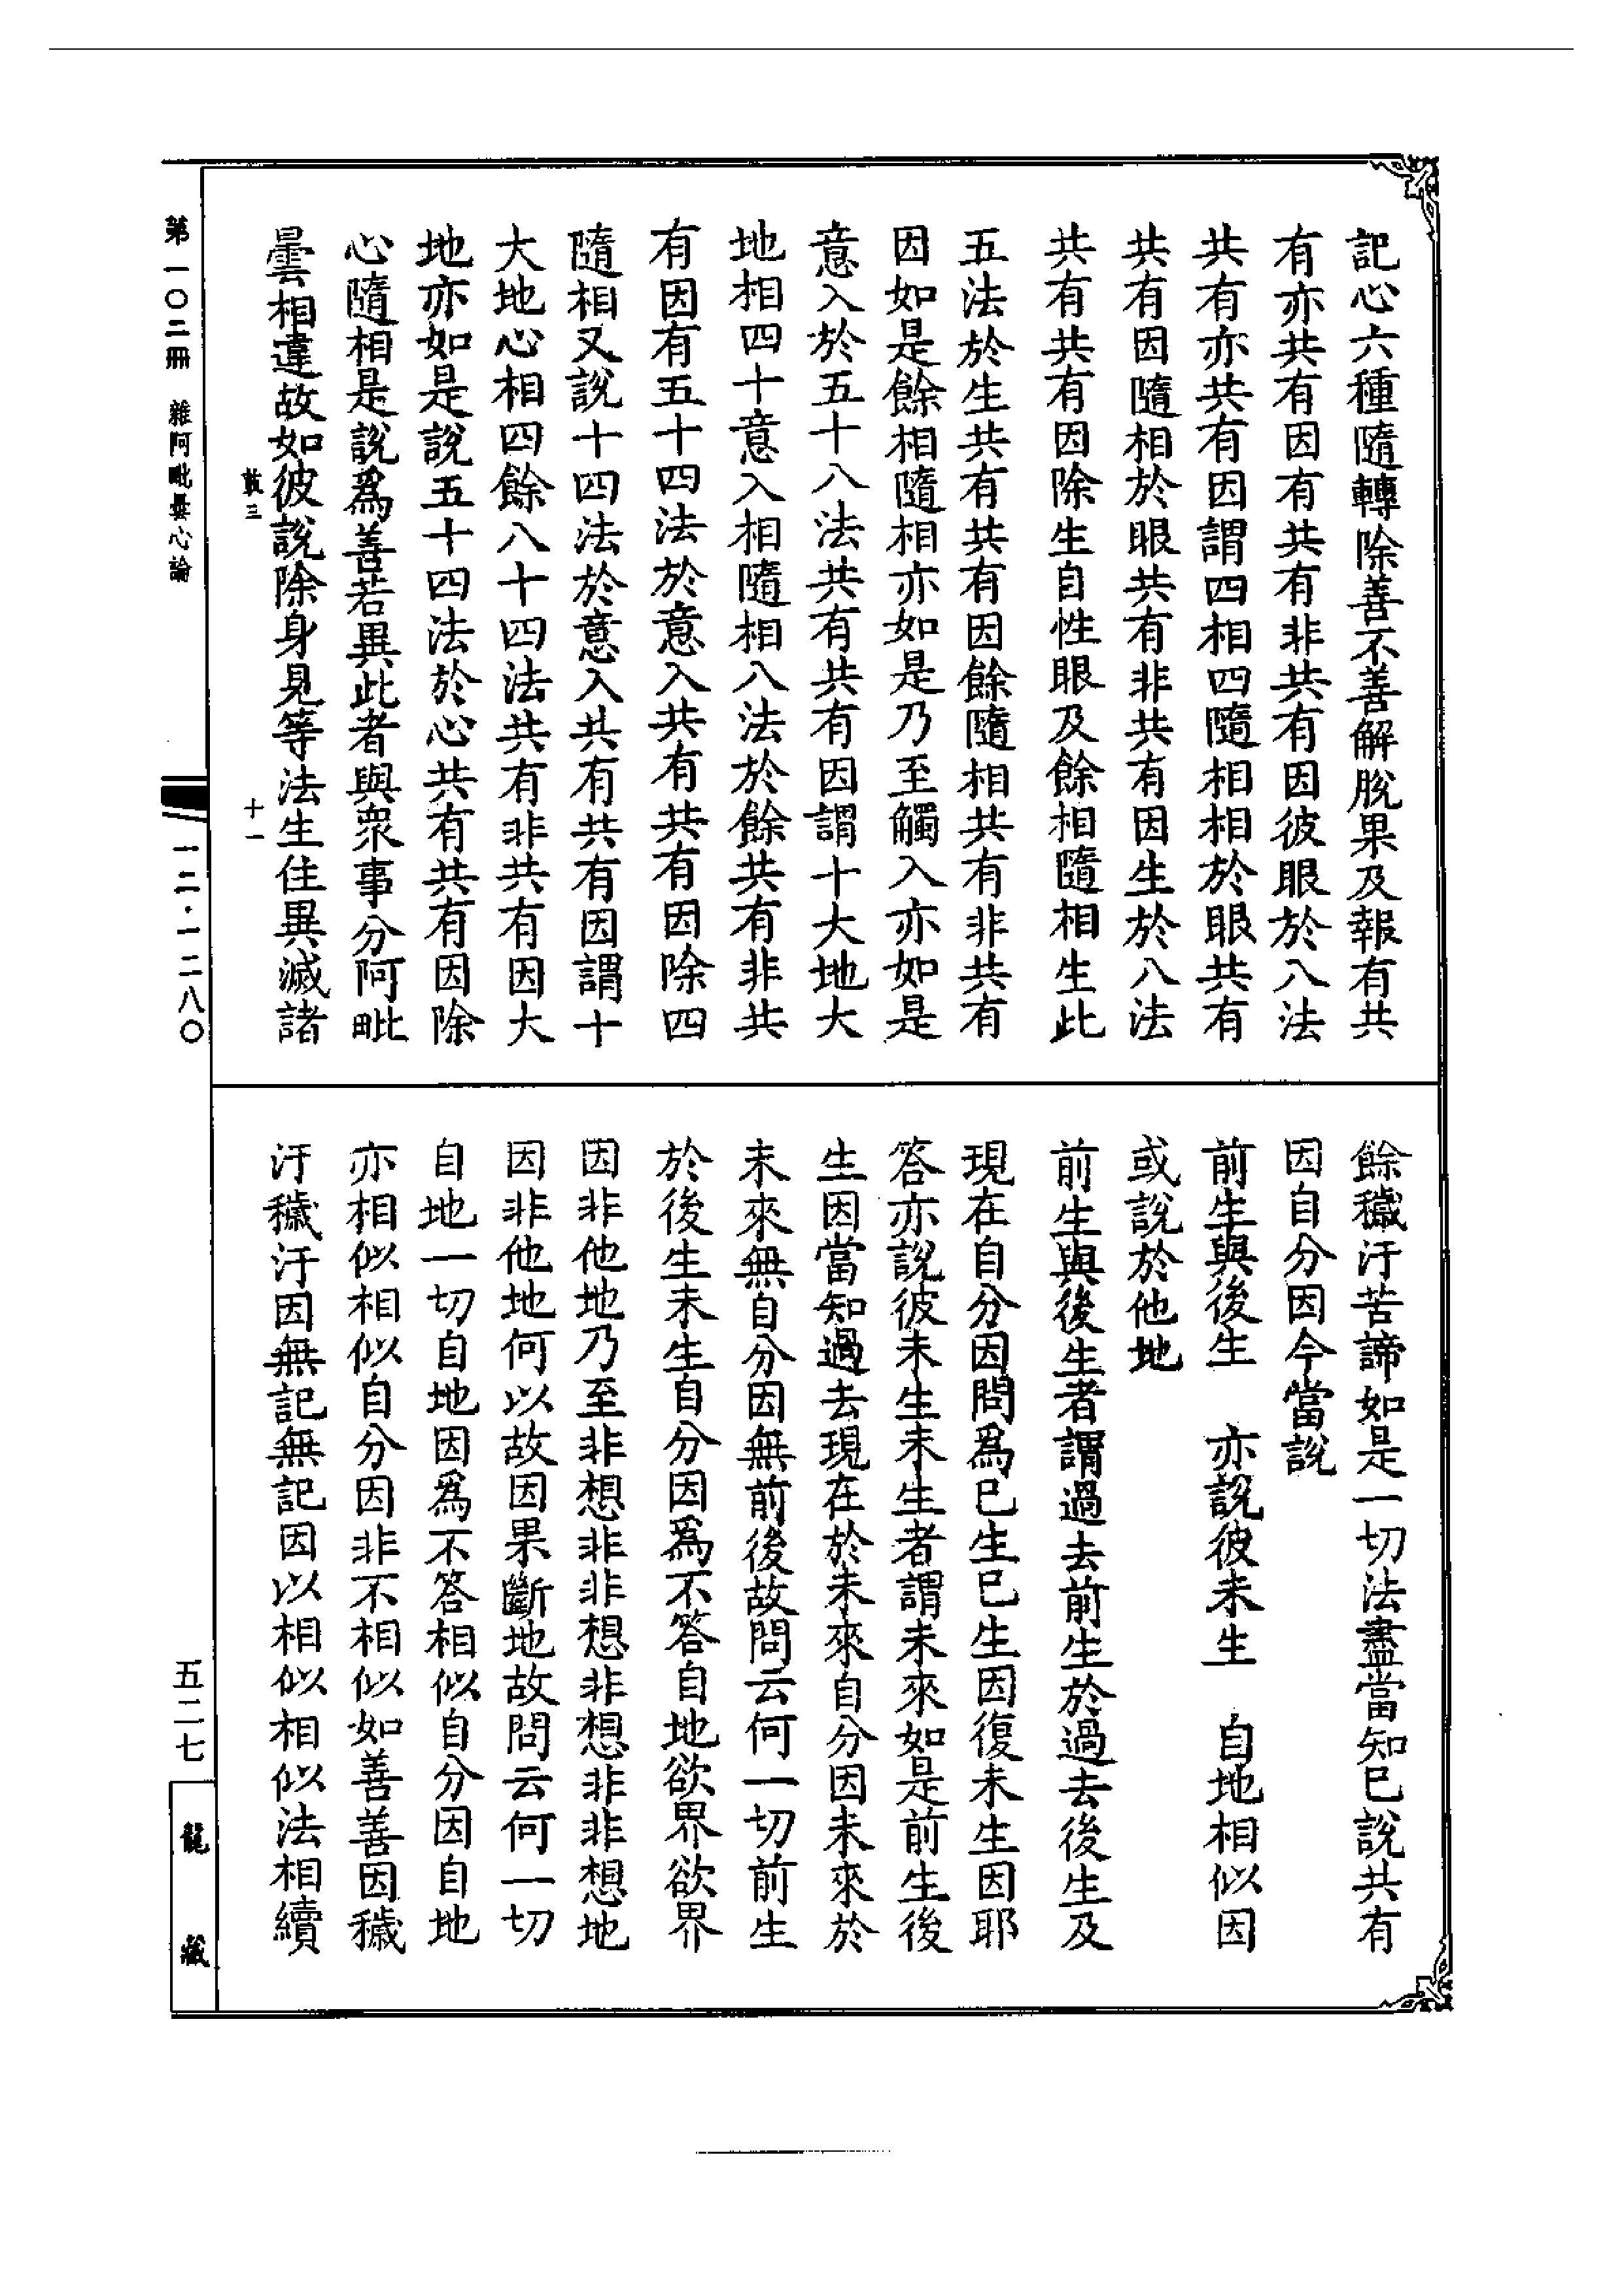 記心六種隨轉除善不善解脫果及報有共
有亦共有因有共有非共有因彼眼於八法
共有亦共有因謂四相四隨相相於眼共有
共有因隨相於眼共有非共有因生於八法
共有共有因除生自性眼及餘相隨相生此
五法於生共有共有因餘隨相共有非共有
因如是餘相隨相亦如是乃至觸入亦如是
意入於五十八法共有共有因謂十大地大
地相四十意入相隨相八法於餘共有非共
有因有五十四法於意入共有共有因除四
隨相又說十四法於意入共有共有因謂十
大地心相四餘八十四法共有非共有因大
地亦如是說五十四法於心共有共有因除
心隨相是說為善若異此者與眾事分阿毗
曇相違故如彼說除身見等法生住異滅諸
十一
餘穢汙苦諦如是一切法盡當知已說共有
因自分因今當說
前生與後生　亦說彼未生　自地相似因
或說於他地
前生與後生者謂過去前生於過去後生及
現在自分因問為已生已生因復未生因耶
答亦說彼未生未生者謂未來如是前生後
生因當知過去現在於未來自分因未來於
未來無自分因無前後故問云何一切前生
於後生未生自分因為不答自地欲界欲界
因非他地乃至非想非非想非想非非想地
因非他地何以故因果斷地故問云何一切
自地一切自地因為不答相似自分因自地
亦相似相似自分因非不相似如善善因穢
汙穢汙因無記無記因以相似相似法相續
第一〇二冊　雜阿毗曇心論
一二·一二八〇
五二七
龍藏